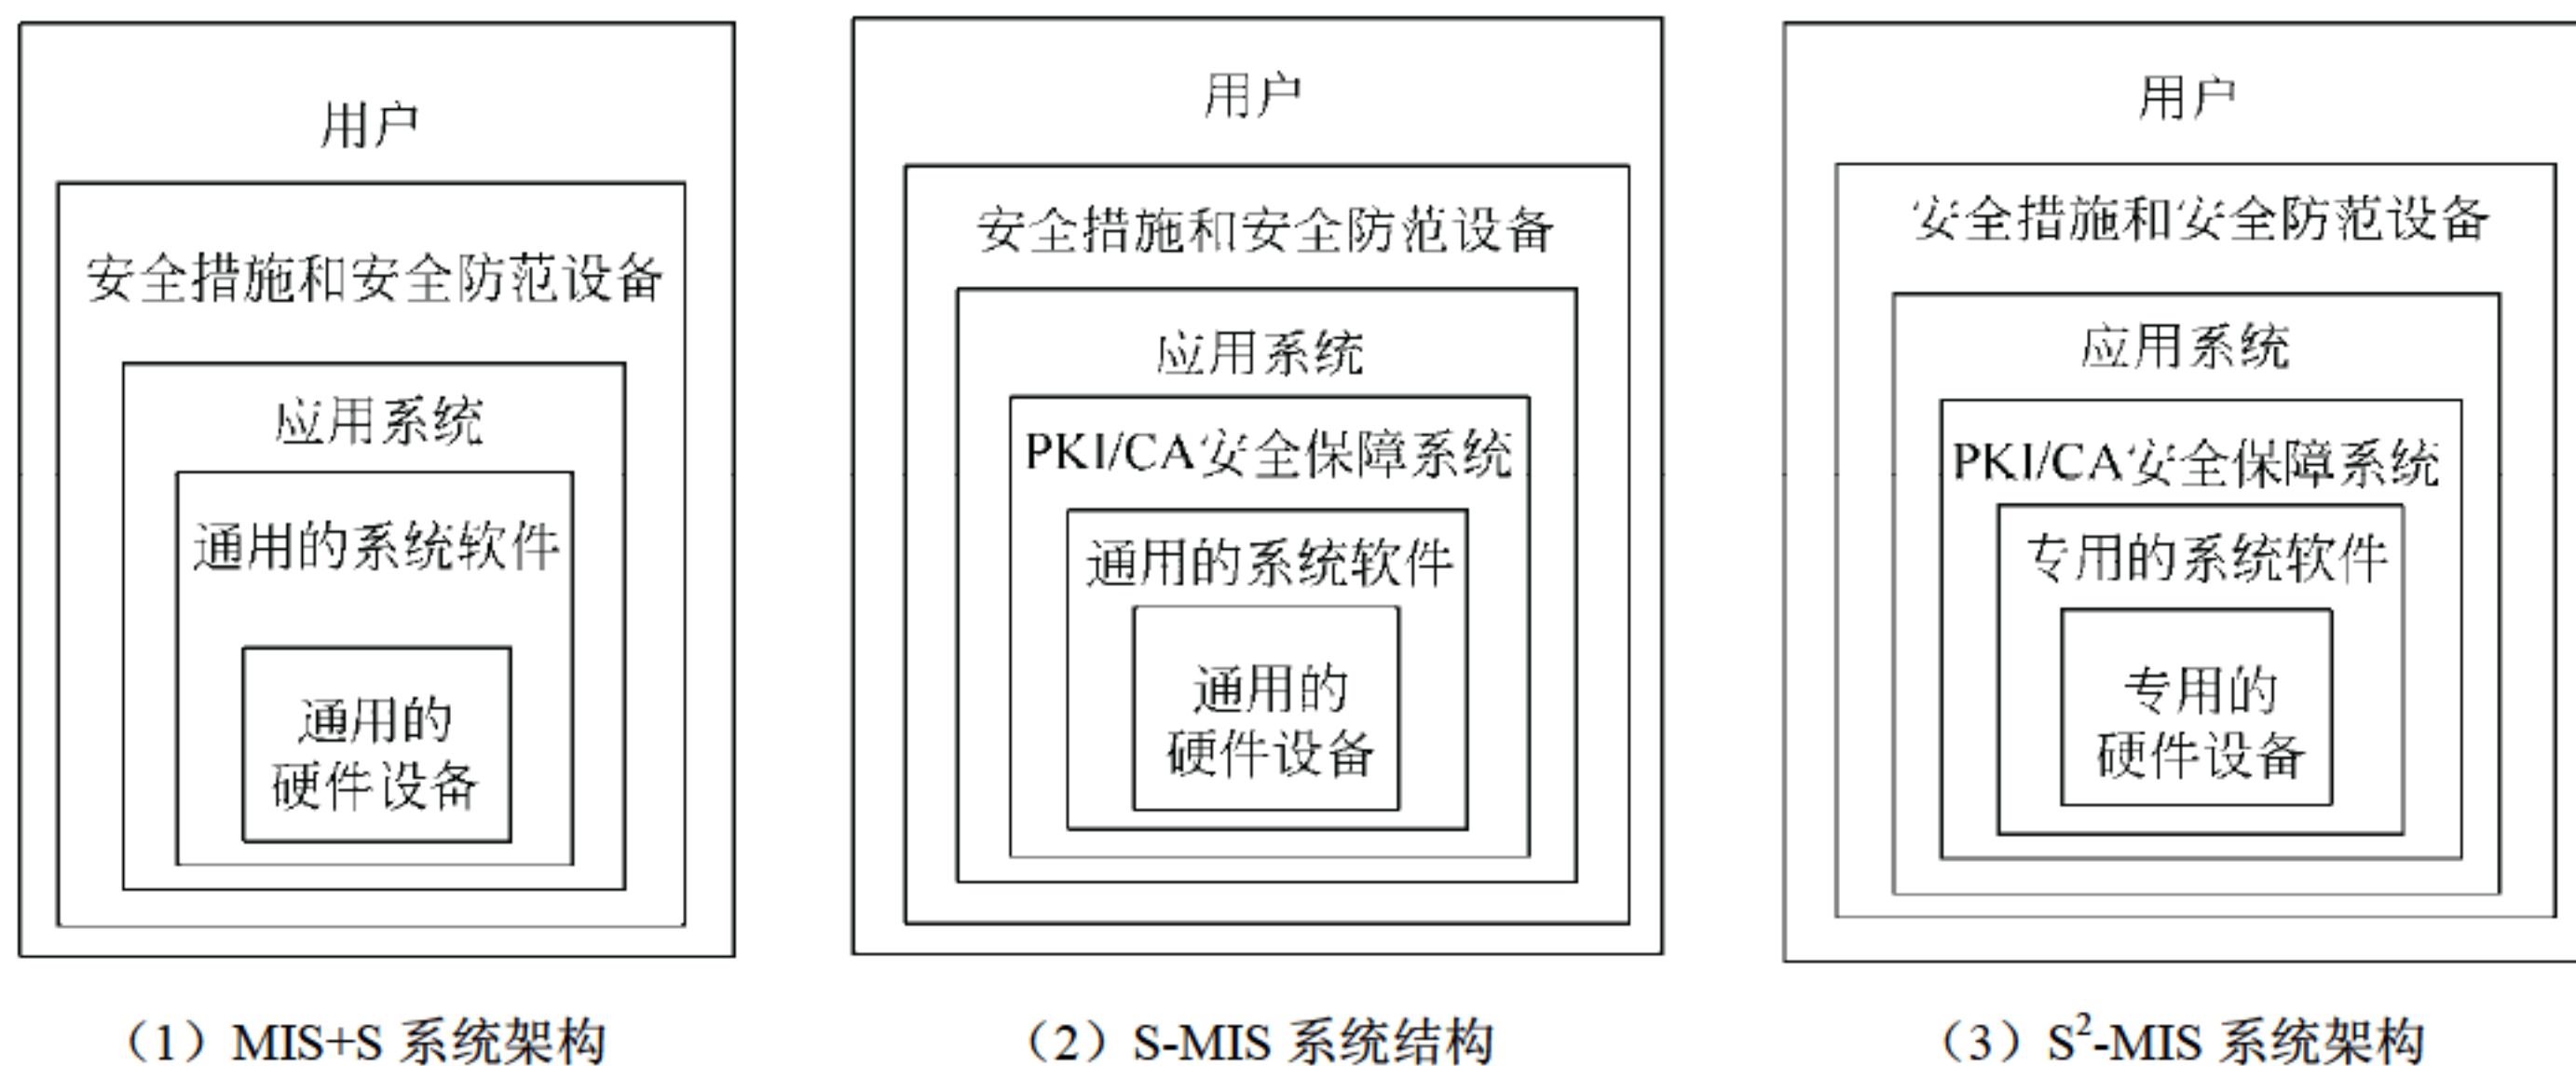 用户
安全措施和安全防范设备
应用系统
通用的系统软件
通用的
硬件设备
（1）MIS+S 系统架构
用户
安全措施和安全防范设备
应用系统
PKI/CA安全保障系统
通用的系统软件
通用的
硬件设备
（2）S-MIS 系统结构
用户
安全措施和安全防范设备
应用系统
PKI/CA安全保障系统
专用的系统软件
专用的
硬件设备
（3）S²-MIS 系统架构